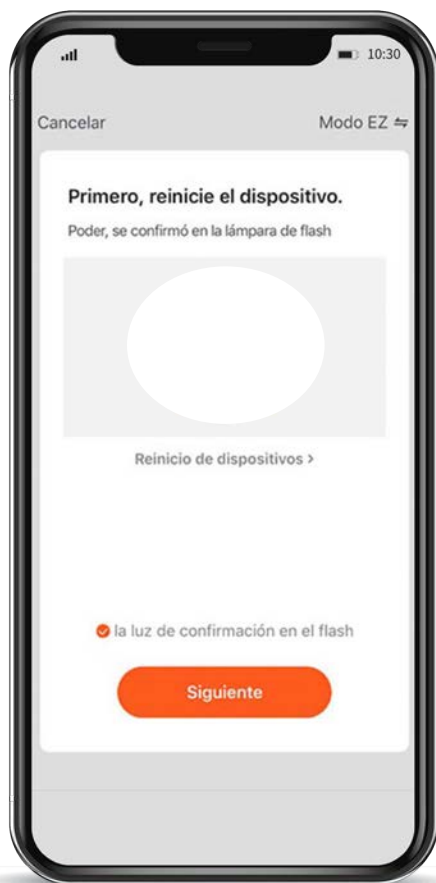 10:30
Cancelar
Modo EZ ⇋
Primero, reinicie el dispositivo.
Poder, se confirmó en la lámpara de flash
Reinicio de dispositivos >
la luz de confirmación en el flash
Siguiente